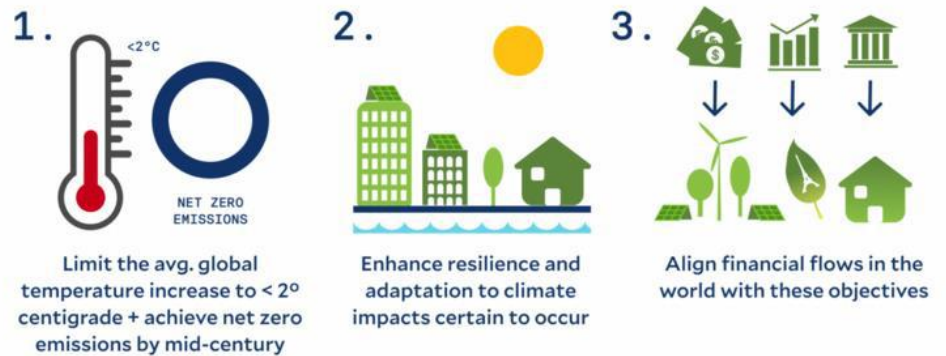 1.
<2°C
NET ZERO
EMISSIONS
Limit the avg. global
temperature increase to < 2°
centigrade + achieve net zero
emissions by mid-century
2.
Enhance resilience and
adaptation to climate
impacts certain to occur
3.
$
Align financial flows in the
world with these objectives